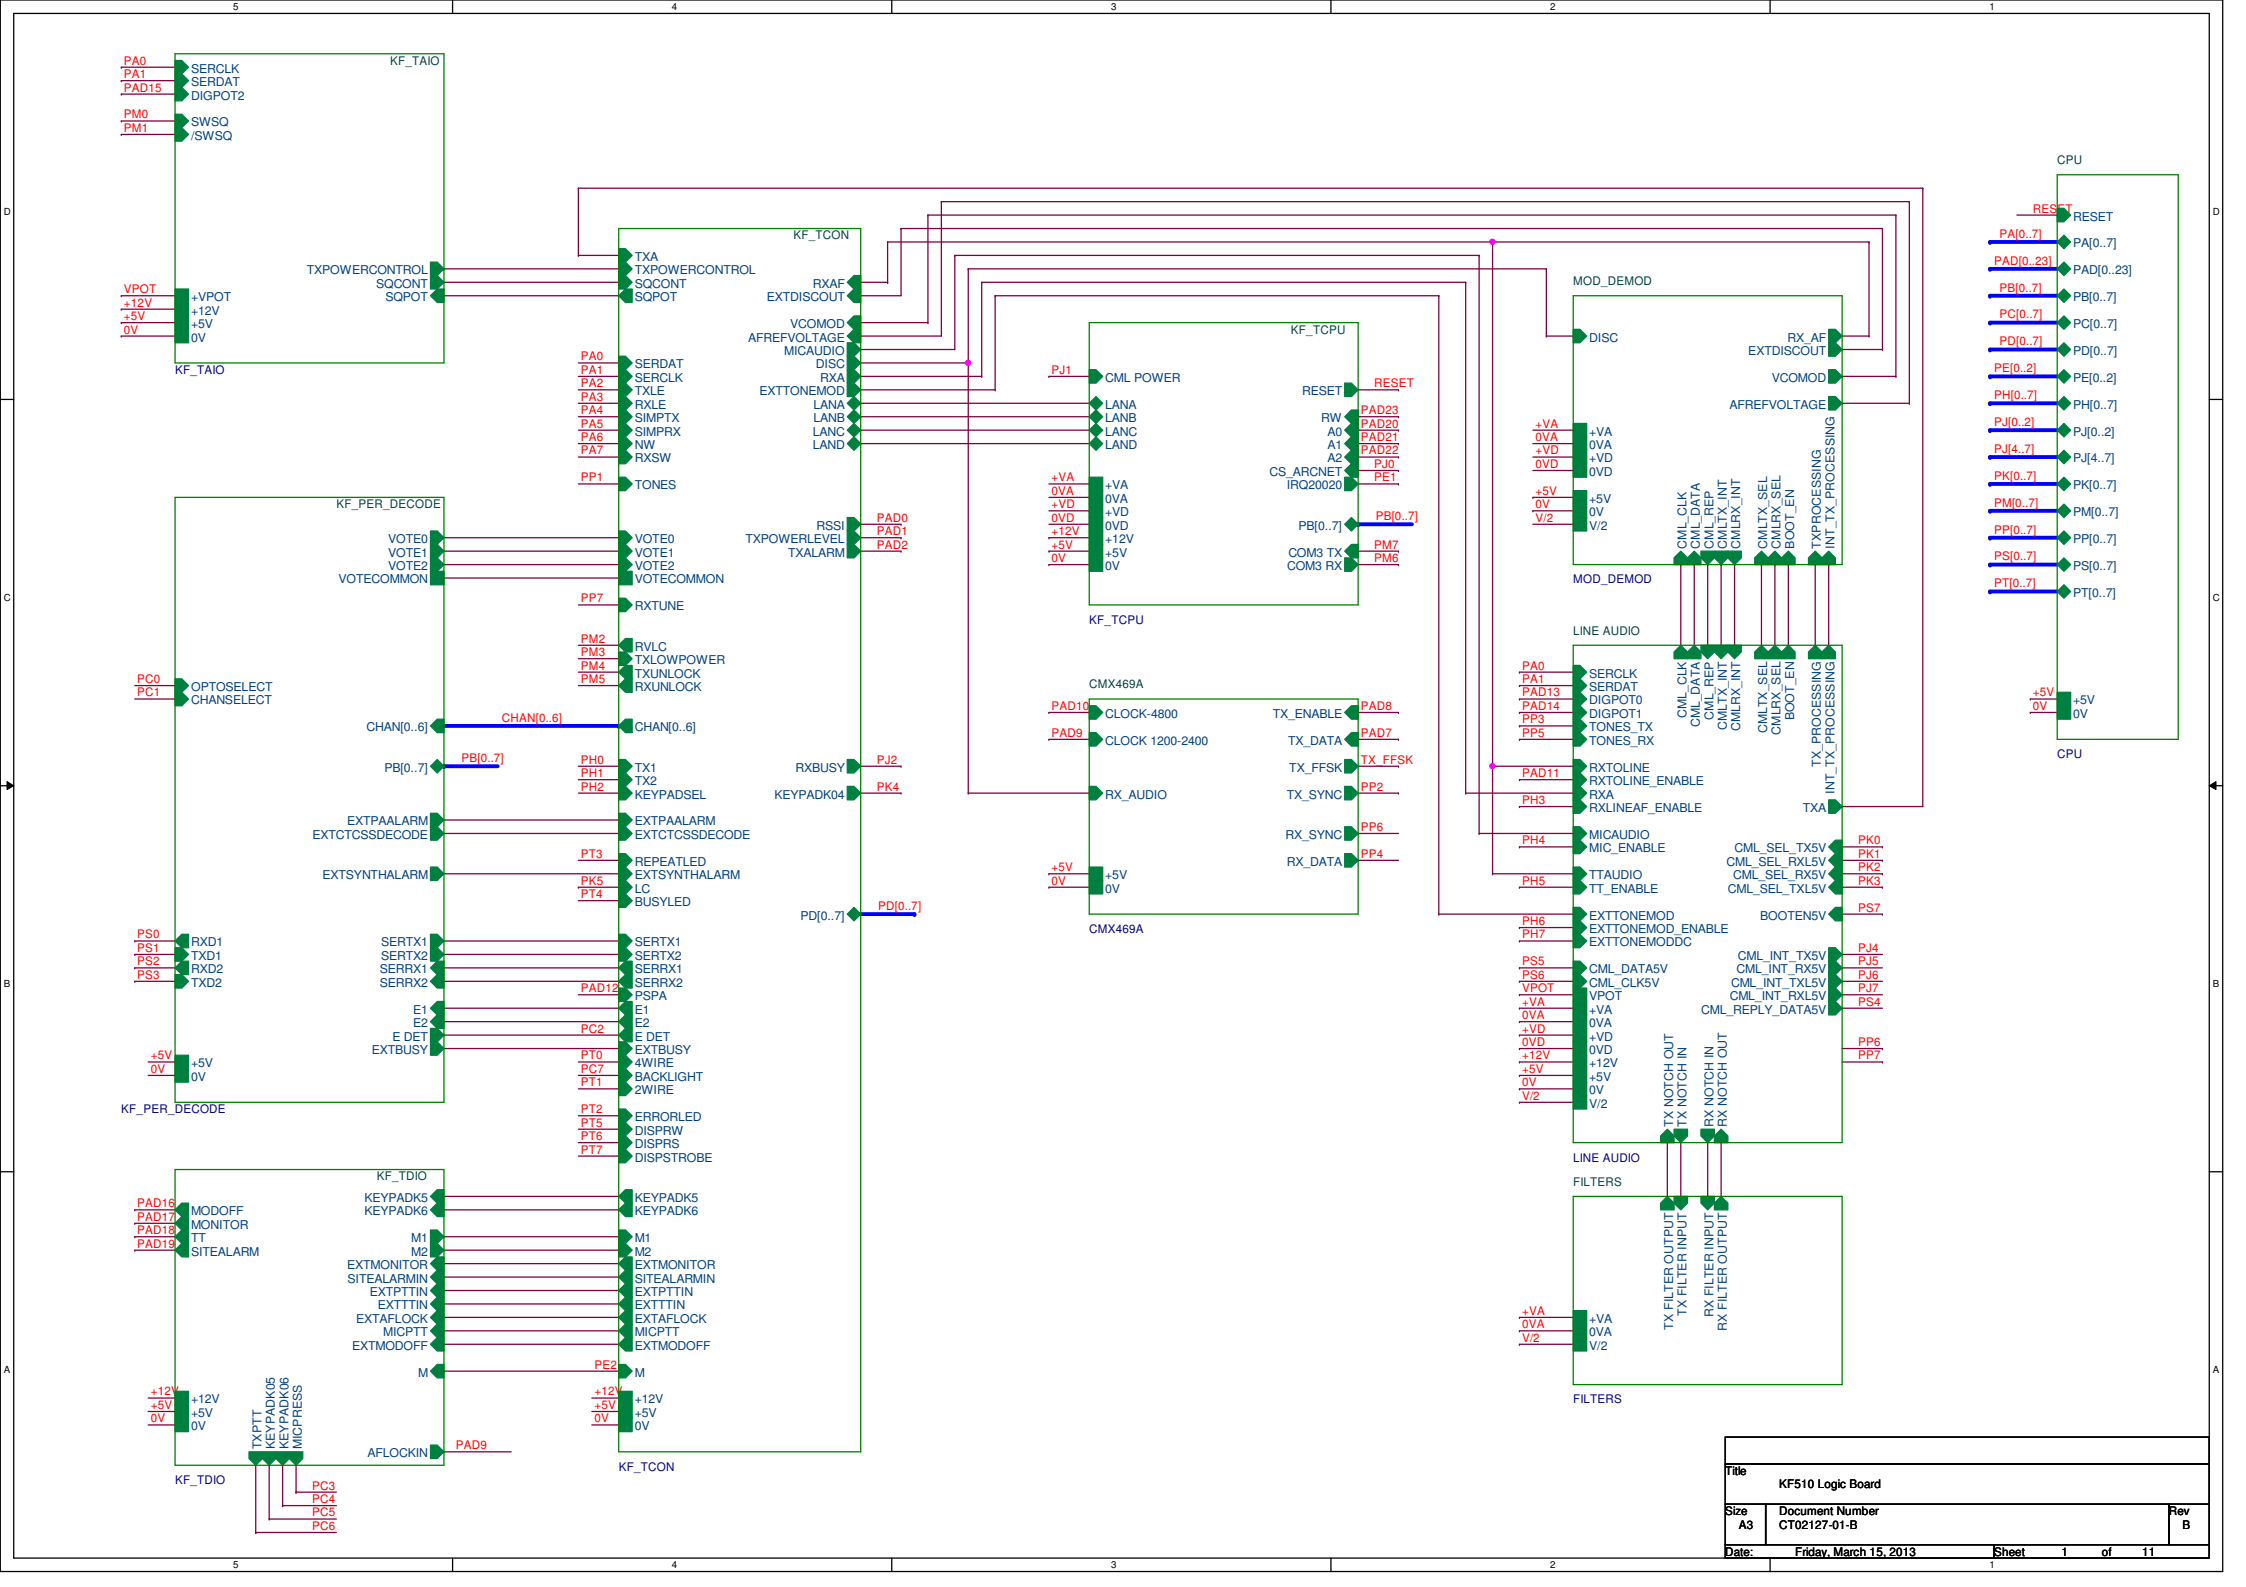 5 4 3 2 1
D
C
B
A
KF_TAIO
PA0 SERCLK
PA1 SERDAT
PAD15 DIGPOT2
PM0 SWSQ
PM1 /SWSQ
TXPOWERCONTROL
SQCONT
SQPOT
VPOT +VPOT
+12V +12V
+5V +5V
0V 0V
KF_TAIO
KF_PER_DECODE
VOTE0
VOTE1
VOTE2
VOTECOMMON
PC0 OPTOSELECT
PC1 CHANSELECT
CHAN[0..6] CHAN[0..6]
PB[0..7] PB[0..7]
EXTPAALARM
EXTCTCSSDECODE
EXTSYNTHALARM
PS0 RXD1
PS1 TXD1
PS2 RXD2
PS3 TXD2
SERTX1
SERTX2
SERRX1
SERRX2
E1
E2
E DET
EXTBUSY
+5V +5V
0V 0V
KF_PER_DECODE
KF_TDIO
KEYPADK5
KEYPADK6
PAD16 MODOFF
PAD17 MONITOR
PAD18 TT
PAD19 SITEALARM
M1
M2
EXTMONITOR
SITEALARMIN
EXTPTTIN
EXTTTIN
EXTAFLOCK
MICPTT
EXTMODOFF
M
+12V +12V
+5V +5V
0V 0V
TXPTT
KEYPADK05
KEYPADK06
MICPRESS
AFLOCKIN PAD9
KF_TDIO
PC3
PC4
PC5
PC6
KF_TCON
TXA
TXPOWERCONTROL
SQCONT
SQPOT
RXAF
EXTDISCOUT
VCOMOD
AFREFVOLTAGE
MICAUDIO
DISC
RXA
EXTTONEMOD
LANA
LANB
LANC
LAND
PA0 SERDAT
PA1 SERCLK
PA2 TXLE
PA3 RXLE
PA4 SIMPTX
PA5 SIMPRX
PA6 NW
PA7 RXSW
PP1 TONES
RSSI PAD0
TXPOWERLEVEL PAD1
TXALARM PAD2
VOTE0
VOTE1
VOTE2
VOTECOMMON
PP7 RXTUNE
PM2 RVLC
PM3 TXLOWPOWER
PM4 TXUNLOCK
PM5 RXUNLOCK
CHAN[0..6]
PH0 TX1
PH1 TX2
PH2 KEYPADSEL
RXBUSY PJ2
KEYPADK04 PK4
EXTPAALARM
EXTCTCSSDECODE
PT3 REPEATLED
EXTSYNTHALARM
PK5 LC
PT4 BUSYLED
PD[0..7] PD[0..7]
SERTX1
SERTX2
SERRX1
SERRX2
PAD12 PSPA
E1
E2
PC2 E DET
EXTBUSY
PT0 4WIRE
PC7 BACKLIGHT
PT1 2WIRE
PT2 ERRORLED
PT5 DISPRW
PT6 DISPRS
PT7 DISPSTROBE
KEYPADK5
KEYPADK6
M1
M2
EXTMONITOR
SITEALARMIN
EXTPTTIN
EXTTTIN
EXTAFLOCK
MICPTT
EXTMODOFF
PE2 M
+12V +12V
+5V +5V
0V 0V
KF_TCON
KF_TCPU
PJ1 CML POWER
LANA
LANB
LANC
LAND
RESET RESET
RW PAD23
A0 PAD20
A1 PAD21
A2 PAD22
CS_ARCNET PJ0
IRQ20020 PE1
PB[0..7] PB[0..7]
COM3 TX PM7
COM3 RX PM6
+VA +VA
0VA 0VA
+VD +VD
0VD 0VD
+12V +12V
+5V +5V
0V 0V
KF_TCPU
CMX469A
PAD10 CLOCK-4800
PAD9 CLOCK 1200-2400
RX_AUDIO
TX_ENABLE PAD8
TX_DATA PAD7
TX_FFSK TX_FFSK
TX_SYNC PP2
RX_SYNC PP6
RX_DATA PP4
+5V +5V
0V 0V
CMX469A
MOD_DEMOD
DISC
RX_AF
EXTDISCOUT
VCOMOD
AFREFVOLTAGE
+VA +VA
0VA 0VA
+VD +VD
0VD 0VD
+5V +5V
0V 0V
V/2 V/2
CML_CLK
CML_DATA
CML_REP
CMLTX_INT
CMLRX_INT
CMLTX_SEL
CMLRX_SEL
BOOT_EN
TXPROCESSING
INT_TX_PROCESSING
MOD_DEMOD
LINE AUDIO
CML_CLK
CML_DATA
CML_REP
CMLTX_INT
CMLRX_INT
CMLTX_SEL
CMLRX_SEL
BOOT_EN
TX_PROCESSING
INT_TX_PROCESSING
PA0 SERCLK
PA1 SERDAT
PAD13 DIGPOT0
PAD14 DIGPOT1
PP3 TONES_TX
PP5 TONES_RX
RXTOLINE
PAD11 RXTOLINE_ENABLE
RXA
PH3 RXLINEAF_ENABLE
MICAUDIO
PH4 MIC_ENABLE
TTAUDIO
PH5 TT_ENABLE
EXTTONEMOD
PH6 EXTTONEMOD_ENABLE
PH7 EXTTONEMODDC
PS5 CML_DATA5V
PS6 CML_CLK5V
VPOT VPOT
+VA +VA
0VA 0VA
+VD +VD
0VD 0VD
+12V +12V
+5V +5V
0V 0V
V/2 V/2
TXA
CML_SEL_TX5V PK0
CML_SEL_RXL5V PK1
CML_SEL_RX5V PK2
CML_SEL_TXL5V PK3
BOOTEN5V PS7
CML_INT_TX5V PJ4
CML_INT_RX5V PJ5
CML_INT_TXL5V PJ6
CML_INT_RXL5V PJ7
CML_REPLY_DATA5V PS4
PP6
PP7
TX NOTCH OUT
TX NOTCH IN
RX NOTCH IN
RX NOTCH OUT
LINE AUDIO
FILTERS
TX FILTER OUTPUT
TX FILTER INPUT
RX FILTER INPUT
RX FILTER OUTPUT
+VA +VA
0VA 0VA
V/2 V/2
FILTERS
CPU
RESET RESET
PA[0..7] PA[0..7]
PAD[0..23] PAD[0..23]
PB[0..7] PB[0..7]
PC[0..7] PC[0..7]
PD[0..7] PD[0..7]
PE[0..2] PE[0..2]
PH[0..7] PH[0..7]
PJ[0..2] PJ[0..2]
PJ[4..7] PJ[4..7]
PK[0..7] PK[0..7]
PM[0..7] PM[0..7]
PP[0..7] PP[0..7]
PS[0..7] PS[0..7]
PT[0..7] PT[0..7]
+5V +5V
0V 0V
CPU
D
C
B
A
Title
KF510 Logic Board
Size Document Number Rev
A3 CT02127-01-B B
Date: Friday, March 15, 2013 Sheet 1 of 11
5 4 3 2 1